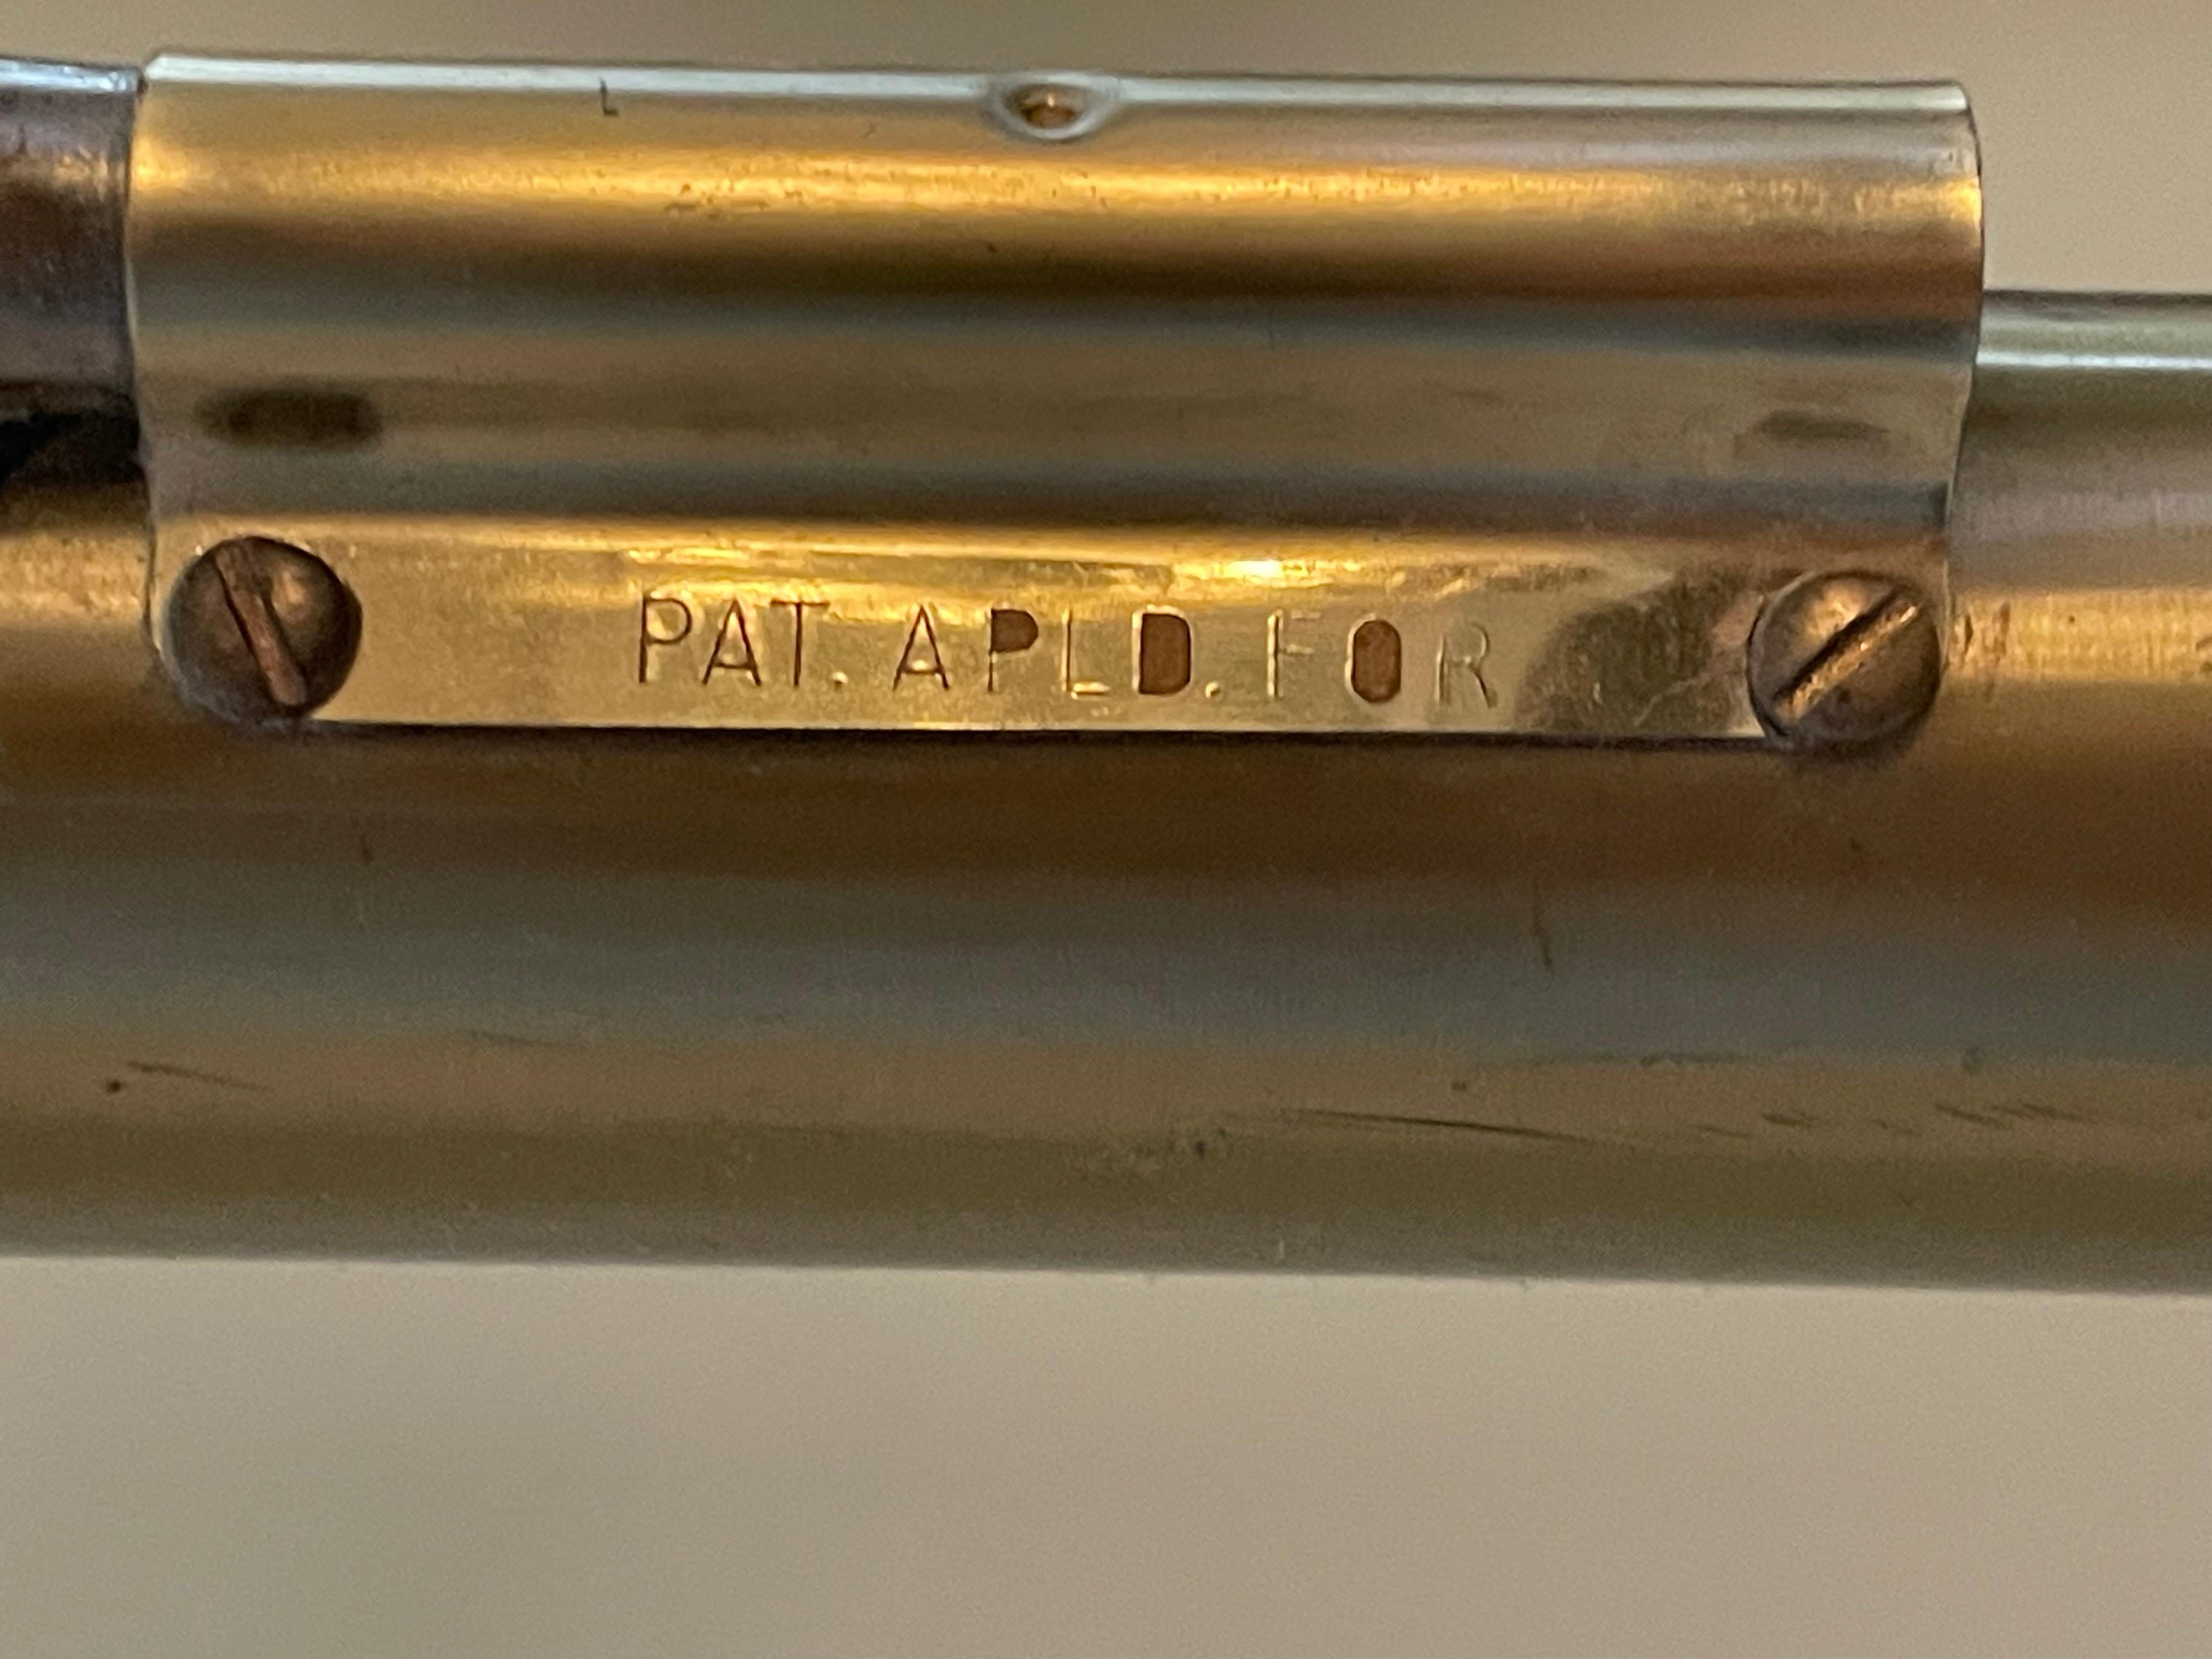 PAT. APLD. FOR